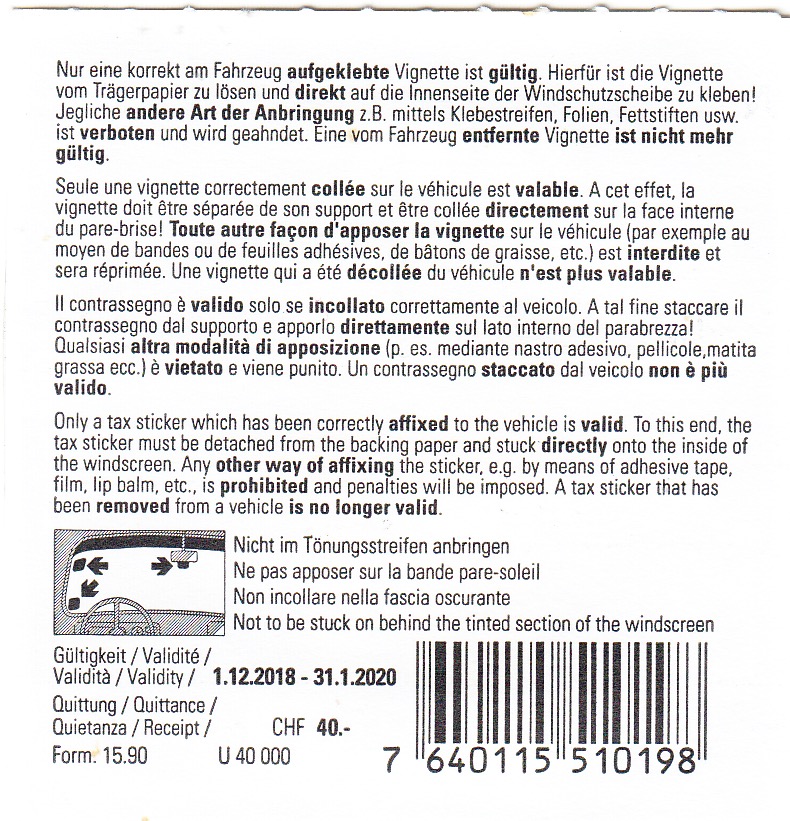 Nur eine korrekt am Fahrzeug aufgeklebte Vignette ist gültig. Hierfür ist die Vignette
vom Trägerpapier zu lösen und direkt auf die Innenseite der Windschutzscheibe zu kleben!
Jegliche andere Art der Anbringung z.B. mittels Klebestreifen, Folien, Fettstiften usw.
ist verboten und wird geahndet. Eine vom Fahrzeug entfernte Vignette ist nicht mehr
gültig.
Seule une vignette correctement collée sur le véhicule est valable. A cet effet, la
vignette doit être séparée de son support et être collée directement sur la face interne
du pare-brise! Toute autre façon d'apposer la vignette sur le véhicule (par exemple au
moyen de bandes ou de feuilles adhésives, de bâtons de graisse, etc.) est interdite et
sera réprimée. Une vignette qui a été décollée du véhicule n'est plus valable.
Il contrassegno è valido solo se incollato correttamente al veicolo. A tal fine staccare il
contrassegno dal supporto e apporlo direttamente sul lato interno del parabrezza!
Qualsiasi altra modalità di apposizione (p. es. mediante nastro adesivo, pellicole,matita
grassa ecc.) è vietato e viene punito. Un contrassegno staccato dal veicolo non è più
valido.
Only a tax sticker which has been correctly affixed to the vehicle is valid. To this end, the
tax sticker must be detached from the backing paper and stuck directly onto the inside of
the windscreen. Any other way of affixing the sticker, e.g. by means of adhesive tape,
film, lip balm, etc., is prohibited and penalties will be imposed. A tax sticker that has
been removed from a vehicle is no longer valid.
Nicht im Tönungsstreifen anbringen
Ne pas apposer sur la bande pare-soleil
Non incollare nella fascia oscurante
Not to be stuck on behind the tinted section of the windscreen
Gültigkeit / Validité /
Validità / Validity / 1.12.2018 - 31.1.2020
Quittung / Quittance /
Quietanza / Receipt / CHF 40.-
Form. 15.90 U 40 000
7 640115 510198